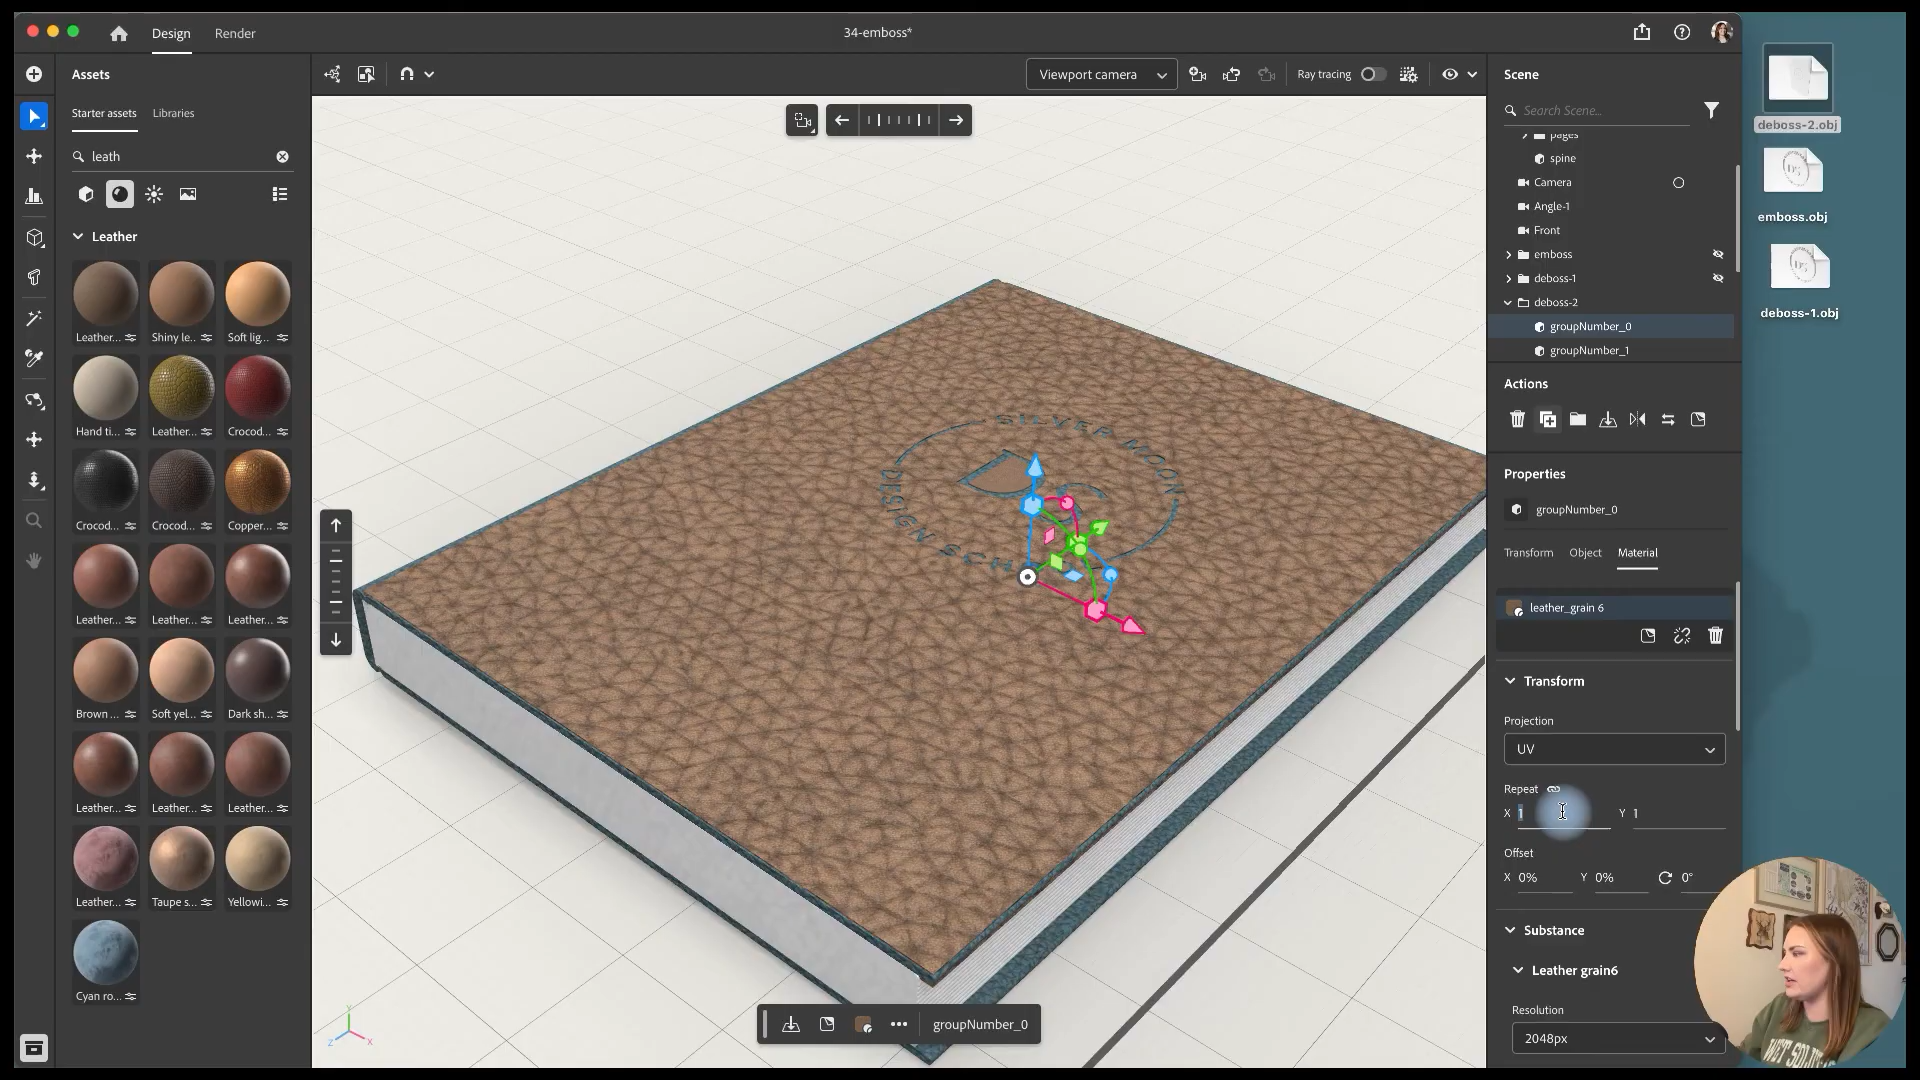 Design
Render
34-emboss*
Assets
Starter assets
Libraries
leath
Leather
Leather...
Shiny le...
Soft lig...
Hand ti...
Leather...
Crocod...
Crocod...
Crocod...
Copper...
Leather...
Leather...
Leather...
Brown ...
Soft yel...
Dark sh...
Leather...
Leather...
Leather...
Leather...
Taupe s...
Yellowi...
Cyan ro...
Viewport camera
Ray tracing
SILVER MOON
DESIGN SCH
groupNumber_0
Y
Z
X
Scene
Search Scene...
pages
spine
Camera
Angle-1
Front
emboss
deboss-1
deboss-2
groupNumber_0
groupNumber_1
Actions
Properties
groupNumber_0
Transform
Object
Material
leather_grain 6
Transform
Projection
UV
Repeat
X 1
Y 1
Offset
X 0%
Y 0%
0°
Substance
Leather grain6
Resolution
2048px
deboss-2.obj
emboss.obj
deboss-1.obj